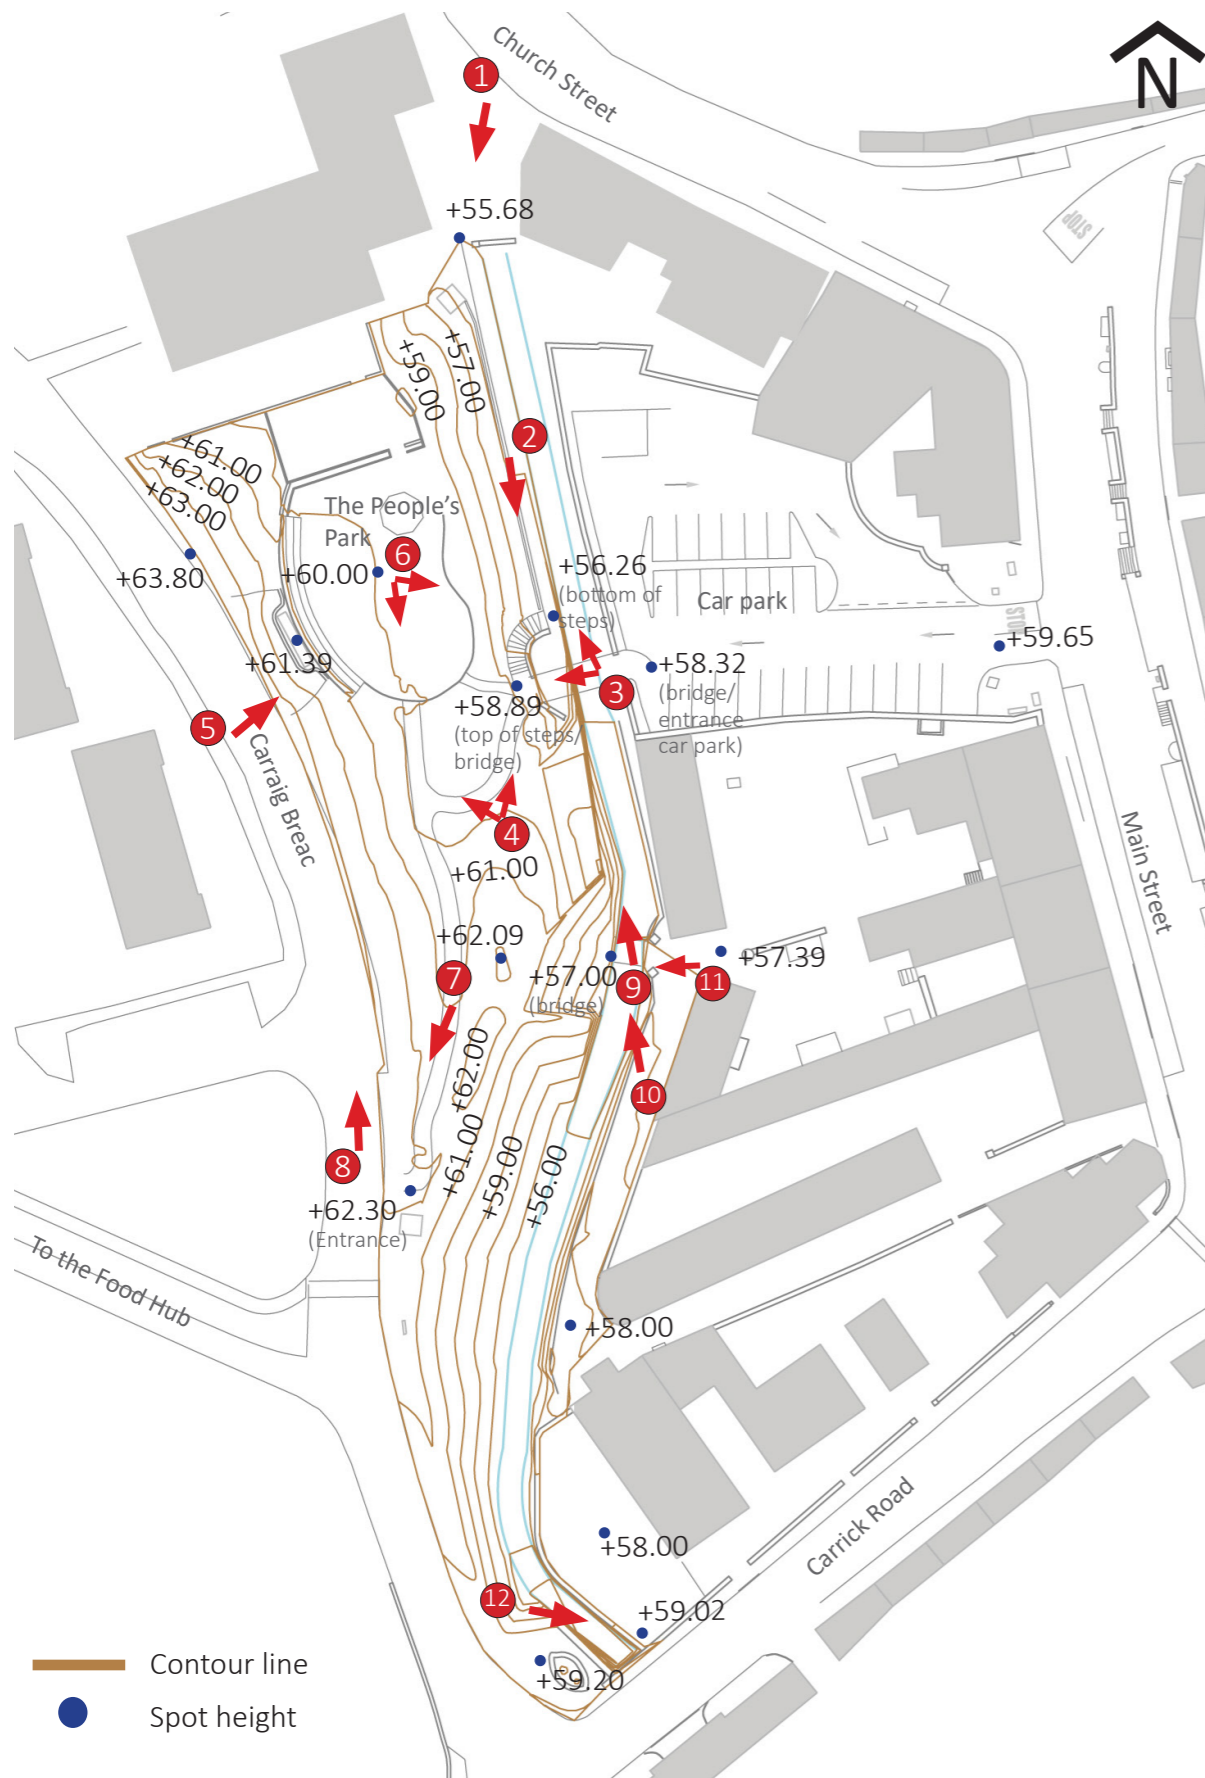 N
Church Street
1
+55.68
STOP
+57.00
+59.00
2
+61.00
+62.00
+63.00
The People's
Park
6
+60.00
+63.80
+56.26
(bottom of
steps)
Car park
STOP
+59.65
+61.39
+58.32
(bridge/
entrance
car park)
3
+58.89
(top of steps/
bridge)
5
Carraig Breac
4
+61.00
Main Street
+62.09
+57.00
(bridge)
+57.39
7
9
11
+62.00
10
+61.00
+59.00
+56.00
8
+62.30
(Entrance)
To the Food Hub
+58.00
Carrick Road
+58.00
12
+59.02
+59.20
Contour line
Spot height